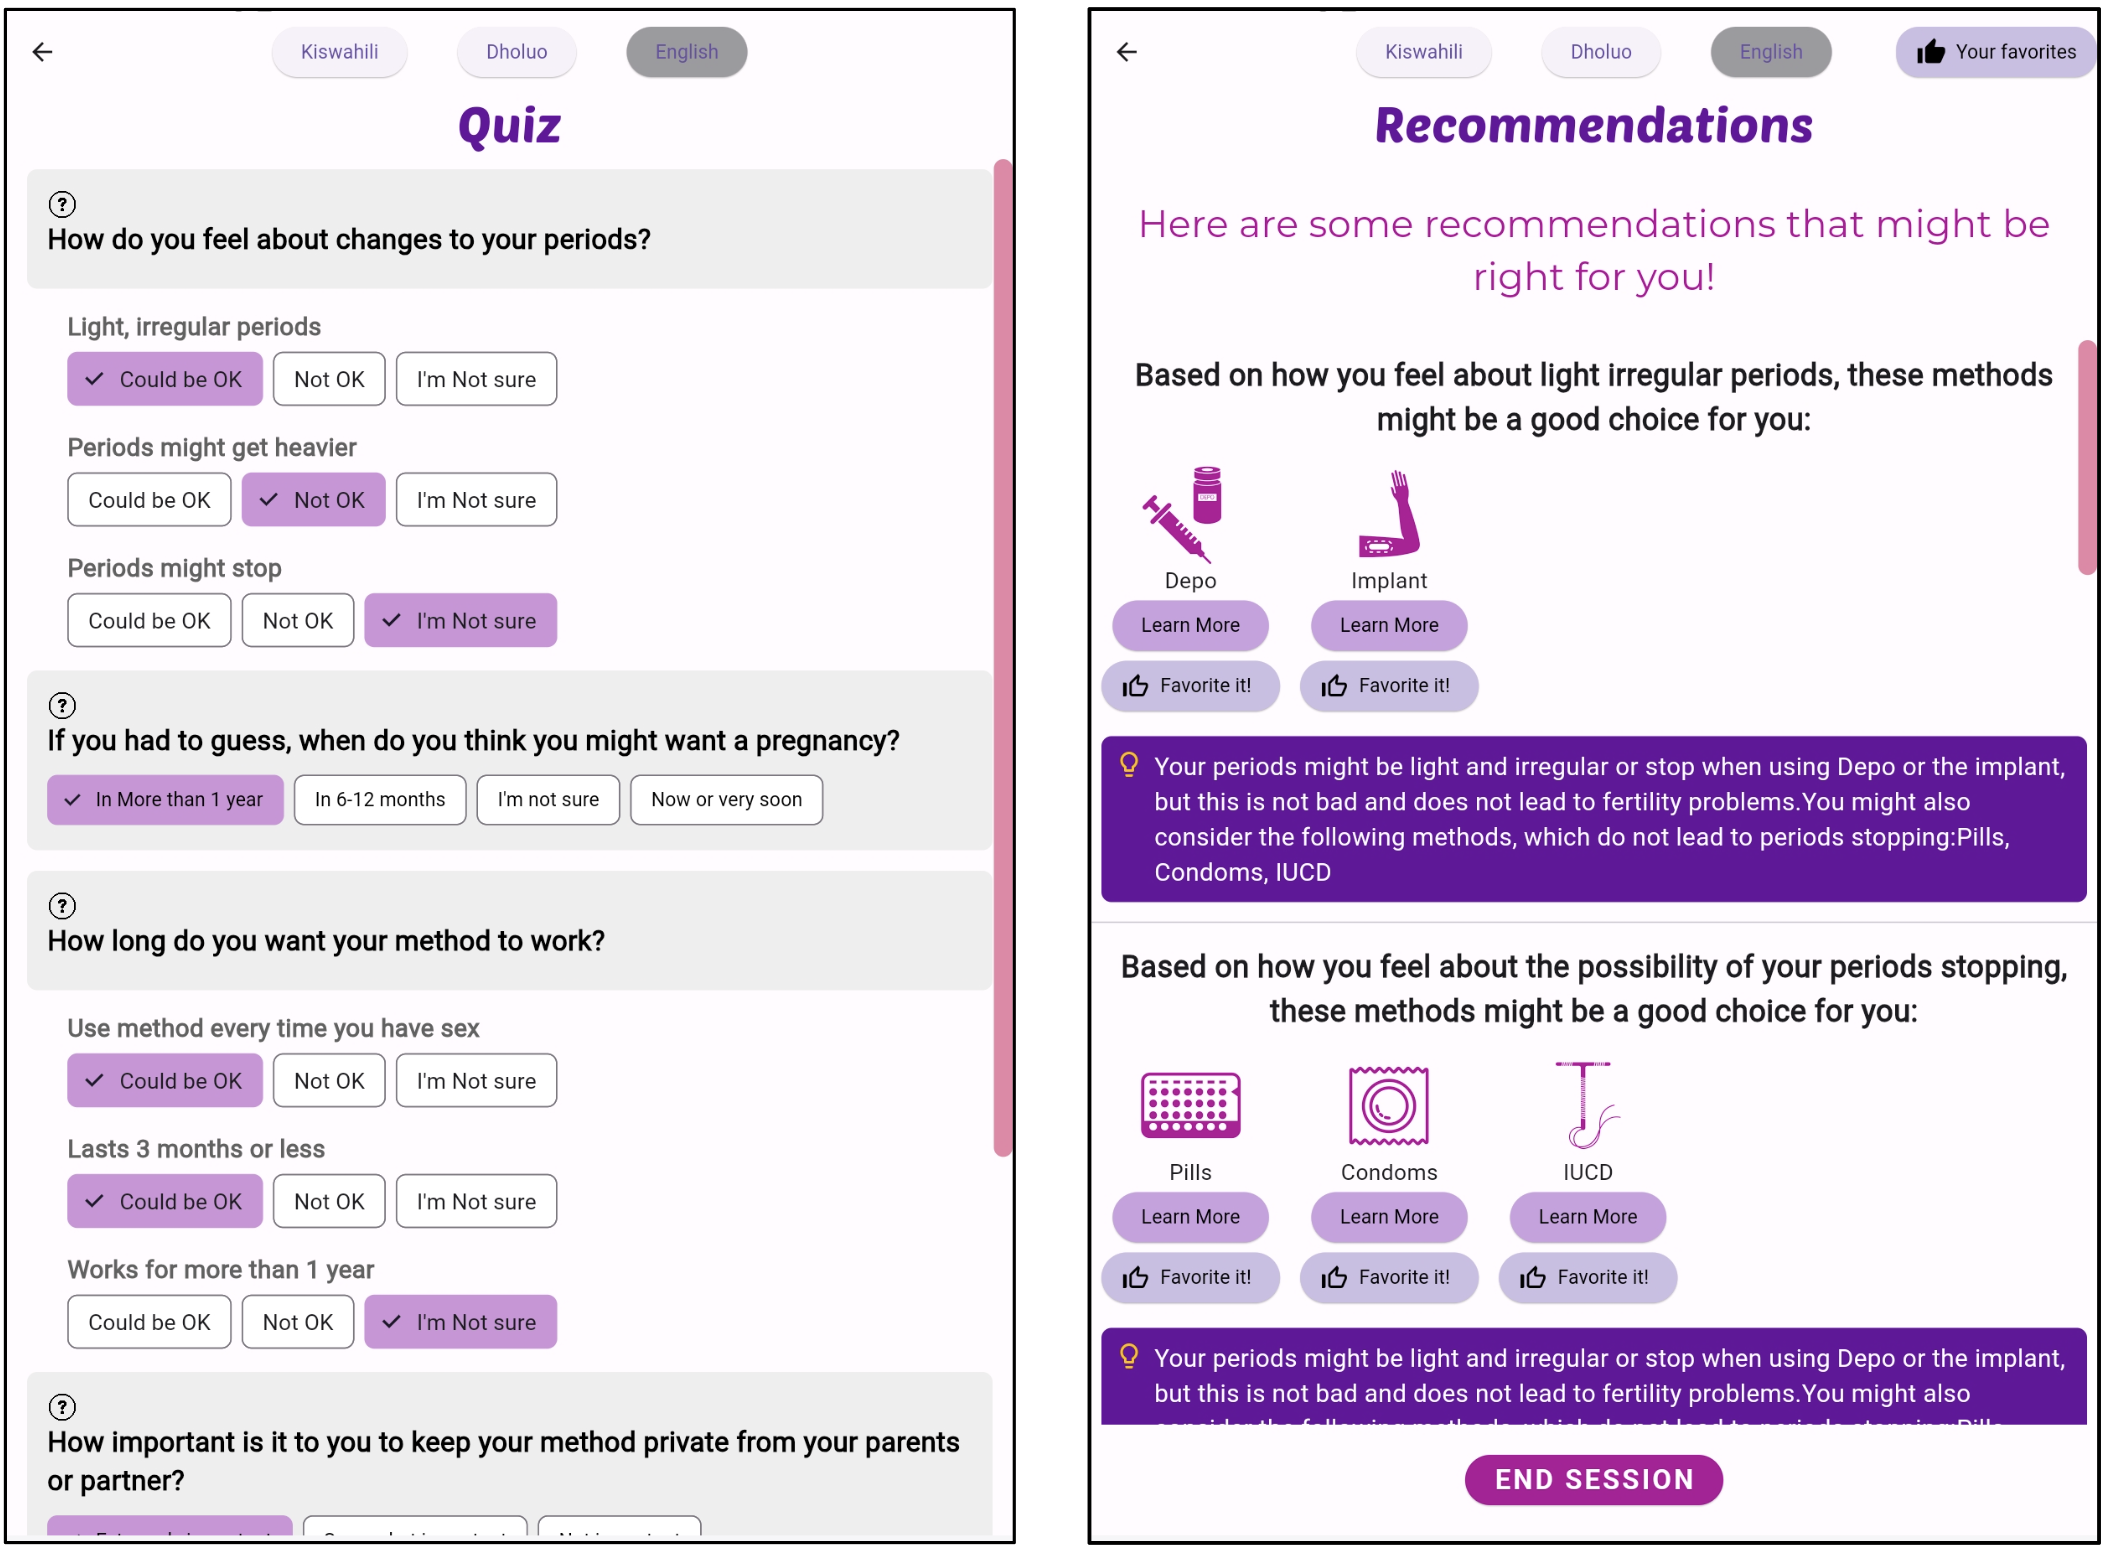 Kiswahili Dholuo English
Quiz
?
How do you feel about changes to your periods?
Light, irregular periods
Could be OK Not OK I'm Not sure
Periods might get heavier
Could be OK Not OK I'm Not sure
Periods might stop
Could be OK Not OK I'm Not sure
?
If you had to guess, when do you think you might want a pregnancy?
In More than 1 year In 6-12 months I'm not sure Now or very soon
?
How long do you want your method to work?
Use method every time you have sex
Could be OK Not OK I'm Not sure
Lasts 3 months or less
Could be OK Not OK I'm Not sure
Works for more than 1 year
Could be OK Not OK I'm Not sure
?
How important is it to you to keep your method private from your parents
or partner?
Kiswahili Dholuo English Your favorites
Recommendations
Here are some recommendations that might be
right for you!
Based on how you feel about light irregular periods, these methods
might be a good choice for you:
DEPO
Depo Implant
Learn More Learn More
Favorite it! Favorite it!
Your periods might be light and irregular or stop when using Depo or the implant,
but this is not bad and does not lead to fertility problems.You might also
consider the following methods, which do not lead to periods stopping:Pills,
Condoms, IUCD
Based on how you feel about the possibility of your periods stopping,
these methods might be a good choice for you:
Pills Condoms IUCD
Learn More Learn More Learn More
Favorite it! Favorite it! Favorite it!
Your periods might be light and irregular or stop when using Depo or the implant,
but this is not bad and does not lead to fertility problems.You might also
END SESSION